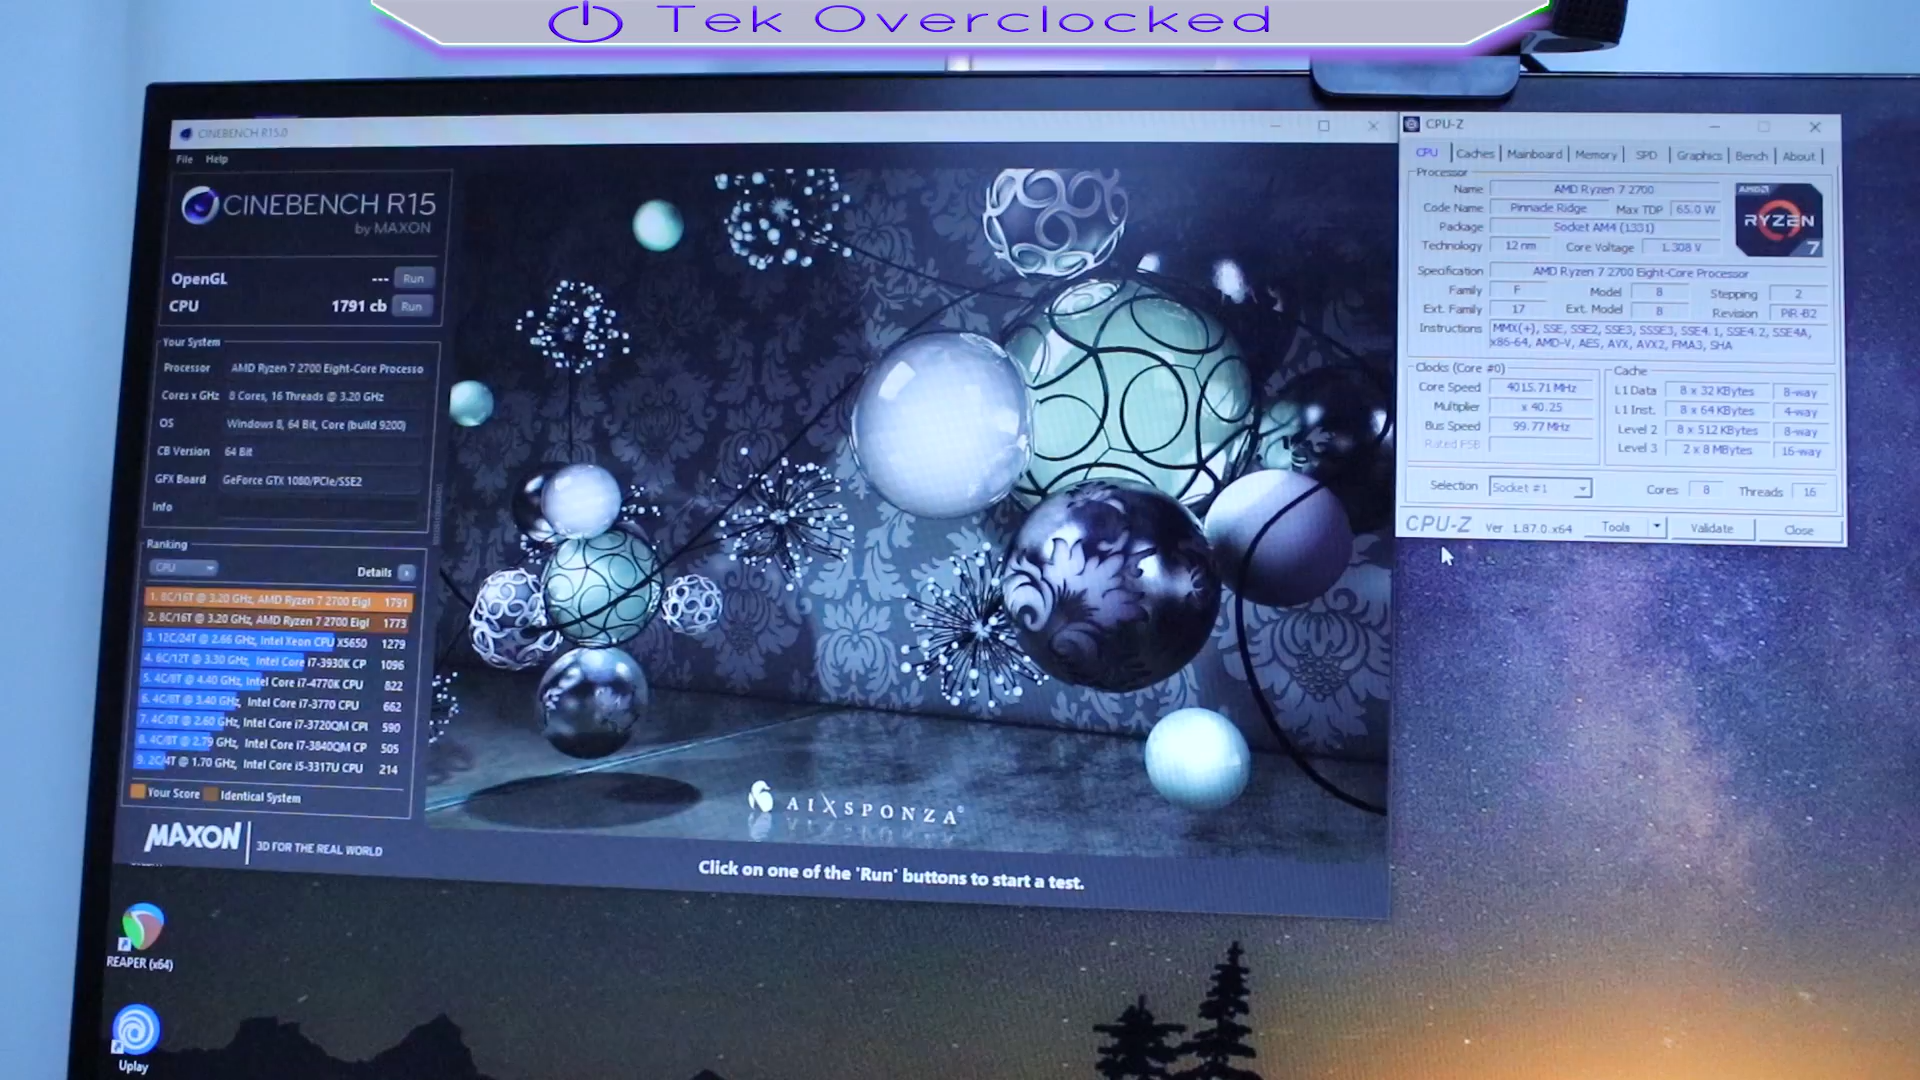 Tek Overclocked
CINEBENCH R15.0
File Help
CINEBENCH R15
by MAXON
OpenGL --- Run
CPU 1791 cb Run
Your System
Processor AMD Ryzen 7 2700 Eight-Core Processo
Cores x GHz 8 Cores, 16 Threads @ 3.20 GHz
OS Windows 8, 64 Bit, Core (build 9200)
CB Version 64 Bit
GFX Board GeForce GTX 1080/PCIe/SSE2
Info
Ranking
CPU Details
1. 8C/16T @ 3.20 GHz, AMD Ryzen 7 2700 Eigl 1791
2. 8C/16T @ 3.20 GHz, AMD Ryzen 7 2700 Eigl 1773
3. 12C/24T @ 2.66 GHz, Intel Xeon CPU X5650 1279
4. 6C/12T @ 3.30 GHz, Intel Core i7-3930K CP 1096
5. 4C/8T @ 4.40 GHz, Intel Core i7-4770K CPU 822
6. 4C/8T @ 3.40 GHz, Intel Core i7-3770 CPU 662
7. 4C/8T @ 2.60 GHz, Intel Core i7-3720QM CPU 590
8. 4C/8T @ 2.79 GHz, Intel Core i7-3840QM CP 505
9. 2C/4T @ 1.70 GHz, Intel Core i5-3317U CPU 214
Your Score Identical System
MAXON 3D FOR THE REAL WORLD
AIXSPONZA
Click on one of the 'Run' buttons to start a test.
CPU-Z
CPU Caches Mainboard Memory SPD Graphics Bench About
Processor
Name AMD Ryzen 7 2700
Code Name Pinnacle Ridge Max TDP 65.0 W
Package Socket AM4 (1331)
Technology 12 nm Core Voltage 1.308 V
AMD
RYZEN
7
Specification AMD Ryzen 7 2700 Eight-Core Processor
Family F Model 8 Stepping 2
Ext. Family 17 Ext. Model 8 Revision PiR-B2
Instructions MMX(+), SSE, SSE2, SSE3, SSSE3, SSE4.1, SSE4.2, SSE4A,
x86-64, AMD-V, AES, AVX, AVX2, FMA3, SHA
Clocks (Core #0)
Core Speed 4015.71 MHz
Multiplier x 40.25
Bus Speed 99.77 MHz
Rated FSB
Cache
L1 Data 8 x 32 KBytes 8-way
L1 Inst. 8 x 64 KBytes 4-way
Level 2 8 x 512 KBytes 8-way
Level 3 2 x 8 MBytes 16-way
Selection Socket #1 Cores 8 Threads 16
CPU-Z Ver. 1.87.0.x64 Tools Validate Close
REAPER (x64)
Uplay